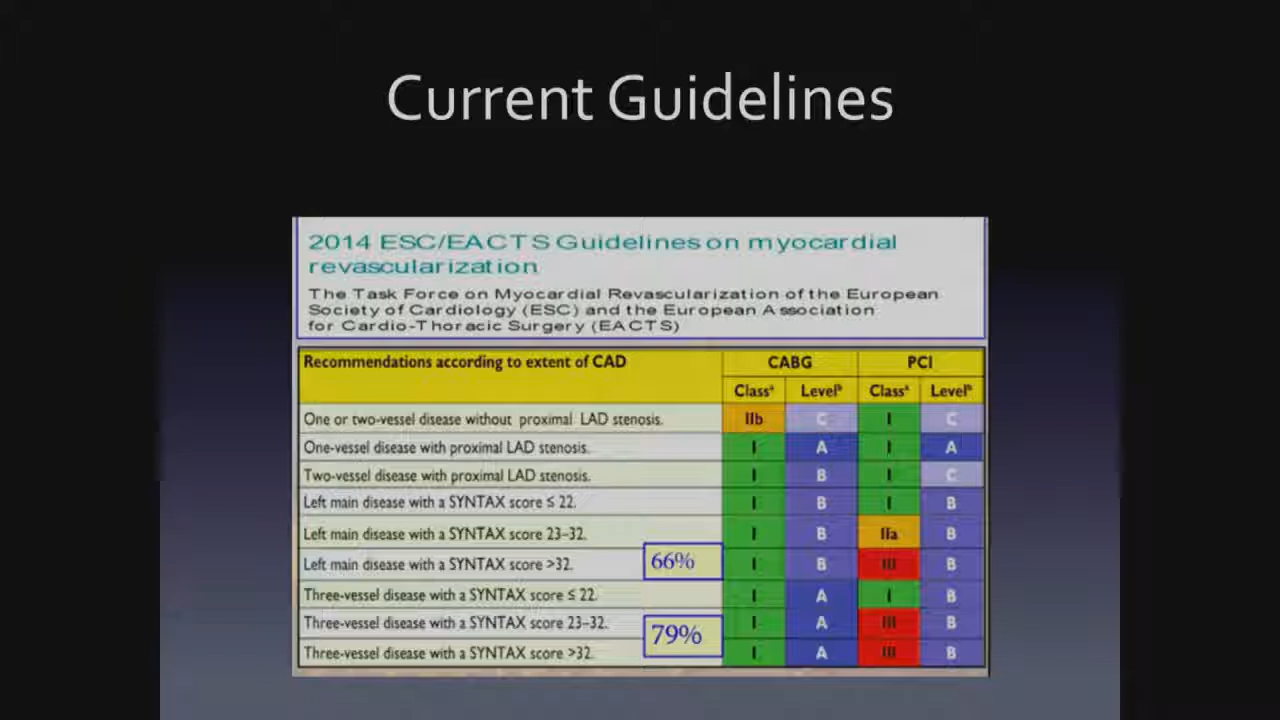 Current Guidelines
2014 ESC/EACTS Guidelines on myocardial
revascularization
The Task Force on Myocardial Revascularization of the European
Society of Cardiology (ESC) and the European Association
for Cardio-Thoracic Surgery (EACTS)
Recommendations according to extent of CAD CABG PCI
Classᵃ Levelᵇ Classᵃ Levelᵇ
One or two-vessel disease without proximal LAD stenosis. IIb C I C
One-vessel disease with proximal LAD stenosis. I A I A
Two-vessel disease with proximal LAD stenosis. I B I C
Left main disease with a SYNTAX score ≤ 22. I B I B
Left main disease with a SYNTAX score 23–32. I B IIa B
Left main disease with a SYNTAX score >32. 66% I B III B
Three-vessel disease with a SYNTAX score ≤ 22. I A I B
Three-vessel disease with a SYNTAX score 23–32. I A III B
79%
Three-vessel disease with a SYNTAX score >32. I A III B